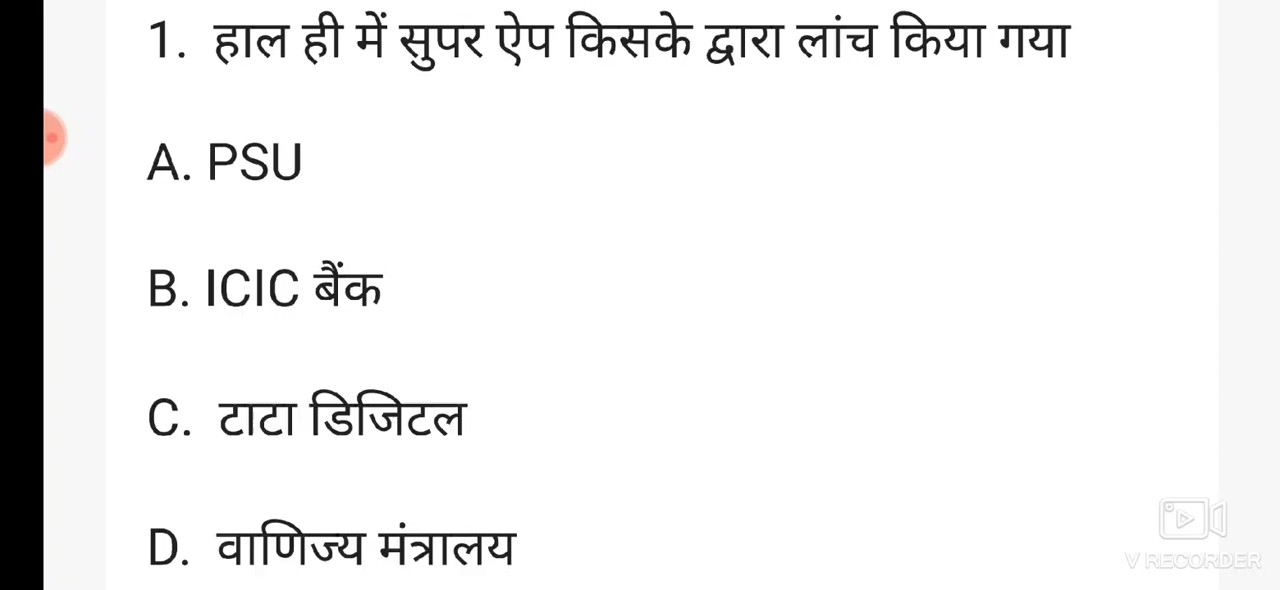 1. हाल ही में सुपर ऐप किसके द्वारा लांच किया गया
A. PSU
B. ICIC बैंक
C. टाटा डिजिटल
D. वाणिज्य मंत्रालय
V RECORDER